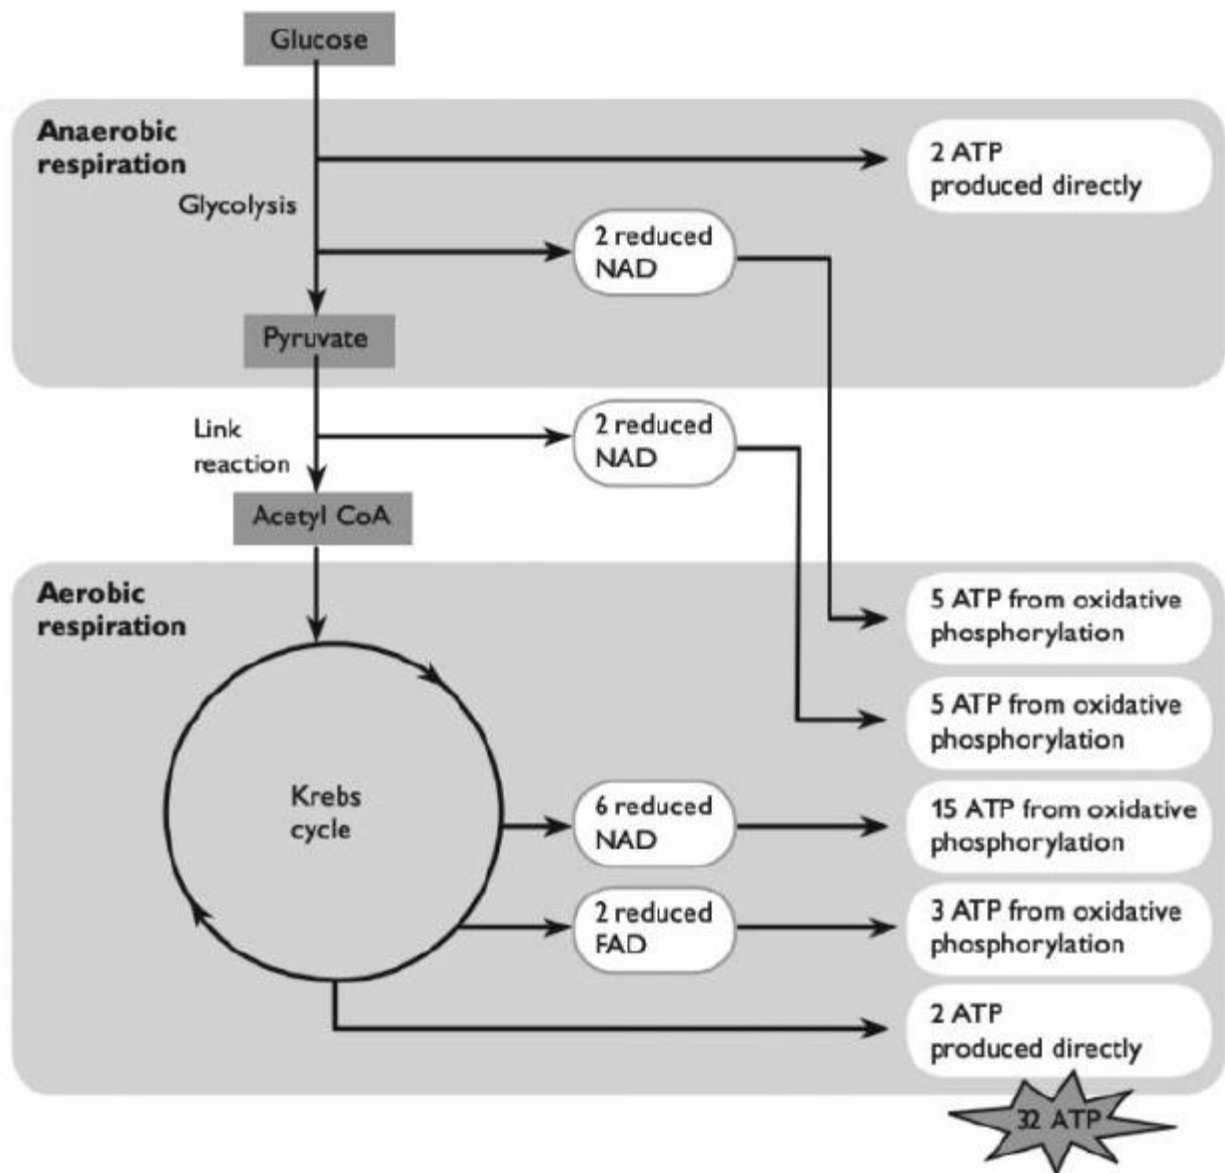 Glucose
Anaerobic
respiration
2 ATP
produced directly
Glycolysis
2 reduced
NAD
Pyruvate
Link
reaction
2 reduced
NAD
Acetyl CoA
Aerobic
respiration
5 ATP from oxidative
phosphorylation
5 ATP from oxidative
phosphorylation
Krebs
cycle
6 reduced
NAD
15 ATP from oxidative
phosphorylation
2 reduced
FAD
3 ATP from oxidative
phosphorylation
2 ATP
produced directly
32 ATP